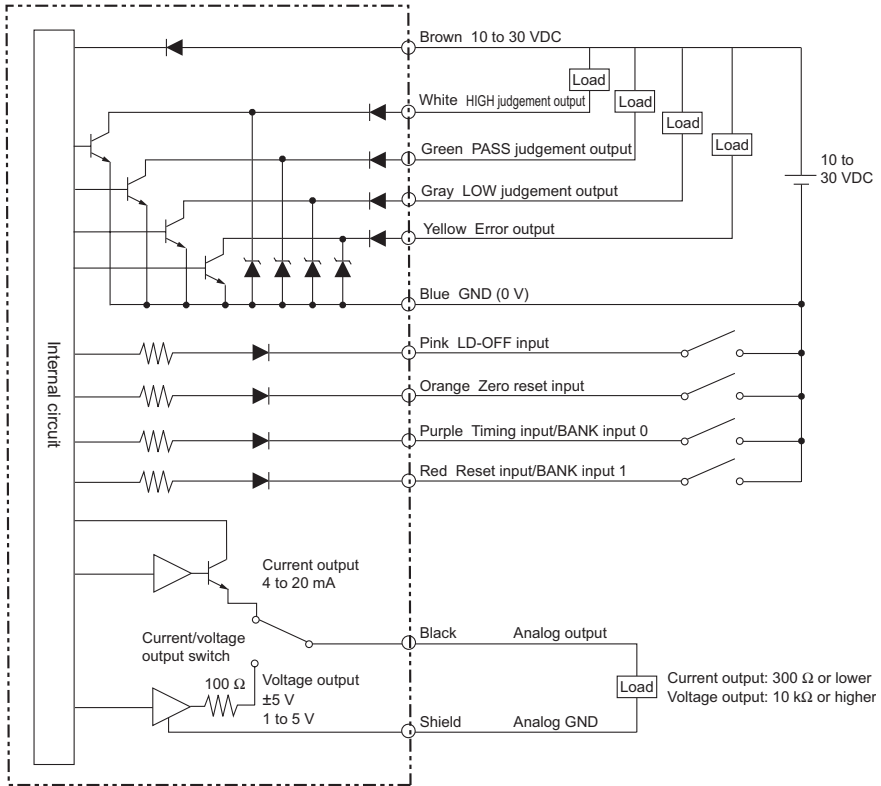 Brown 10 to 30 VDC
Load
White HIGH judgement output
Load
Load
Green PASS judgement output
Load
10 to
30 VDC
Gray LOW judgement output
Yellow Error output
Blue GND (0 V)
Internal circuit
Pink LD-OFF input
Orange Zero reset input
Purple Timing input/BANK input 0
Red Reset input/BANK input 1
Current output
4 to 20 mA
Current/voltage
output switch
Black Analog output
100 Ω
Voltage output
±5 V
1 to 5 V
Load
Current output: 300 Ω or lower
Voltage output: 10 kΩ or higher
Shield Analog GND